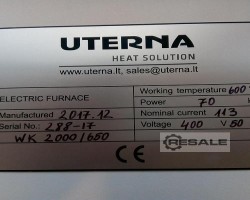 UTERNA
HEAT SOLUTION
uterna.lt, sales@uterna.lt
ELECTRIC FURNACE
Manufactured 2017.12
Serial No.: 288-17
WK 2000/650
Working temperature 600
Power 70
Nominal current 113
Voltage 400 V 50
CE
RESALE